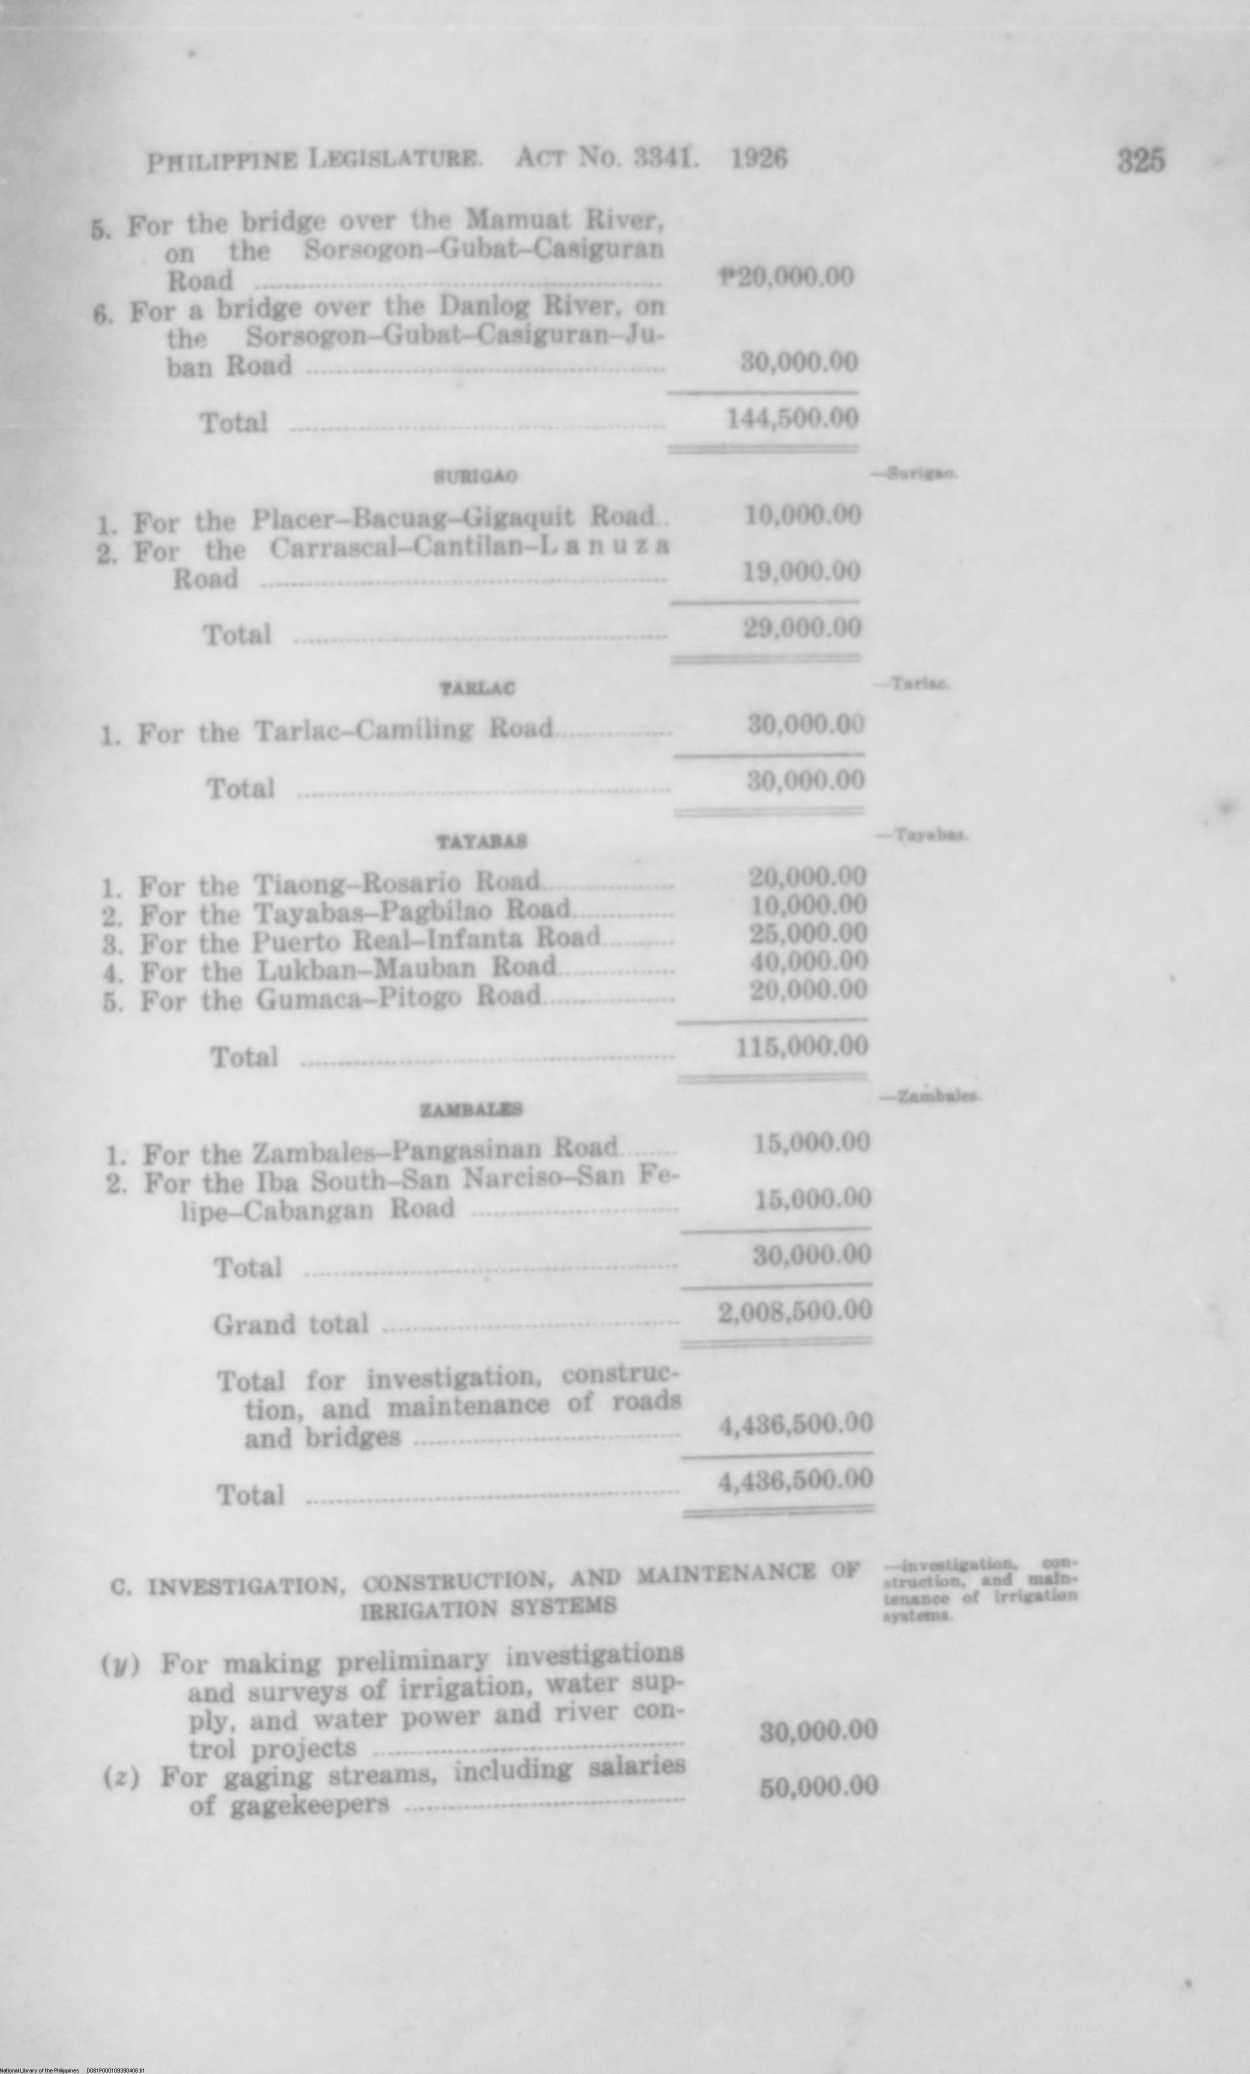 PHILIPPINE LEGISLATURE. ACT NO. 3341. 1926 325
5. For the bridge over the Mamuat River,
on the Sorsogon–Gubat–Casiguran
Road ₱20,000.00
6. For a bridge over the Danlog River, on
the Sorsogon–Gubat–Casiguran–Ju-
ban Road 30,000.00
Total 144,500.00
SURIGAO —Surigao.
1. For the Placer–Bacuag–Gigaquit Road 10,000.00
2. For the Carrascal–Cantilan–Lanuza
Road 19,000.00
Total 29,000.00
TARLAC —Tarlac.
1. For the Tarlac–Camiling Road 30,000.00
Total 30,000.00
TAYABAS —Tayabas.
1. For the Tiaong–Rosario Road 20,000.00
2. For the Tayabas–Pagbilao Road 10,000.00
3. For the Puerto Real–Infanta Road 25,000.00
4. For the Lukban–Mauban Road 40,000.00
5. For the Gumaca–Pitogo Road 20,000.00
Total 115,000.00
ZAMBALES —Zambales.
1. For the Zambales–Pangasinan Road 15,000.00
2. For the Iba South–San Narciso–San Fe-
lipe–Cabangan Road 15,000.00
Total 30,000.00
Grand total 2,008,500.00
Total for investigation, construc-
tion, and maintenance of roads
and bridges 4,436,500.00
Total 4,436,500.00
C. INVESTIGATION, CONSTRUCTION, AND MAINTENANCE OF
IRRIGATION SYSTEMS
—investigation, con-
struction, and main-
tenance of irrigation
systems.
(y) For making preliminary investigations
and surveys of irrigation, water sup-
ply, and water power and river con-
trol projects 30,000.00
(z) For gaging streams, including salaries
of gagekeepers 50,000.00
National Library of the Philippines